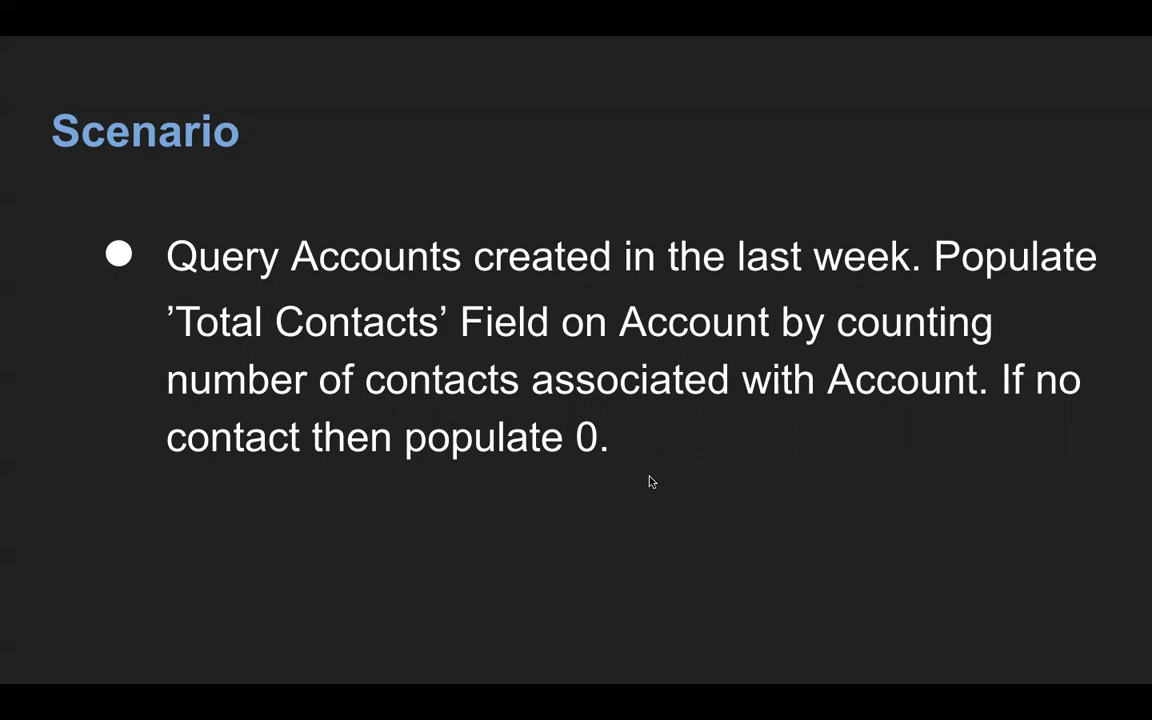 Scenario
● Query Accounts created in the last week. Populate
’Total Contacts’ Field on Account by counting
number of contacts associated with Account. If no
contact then populate 0.